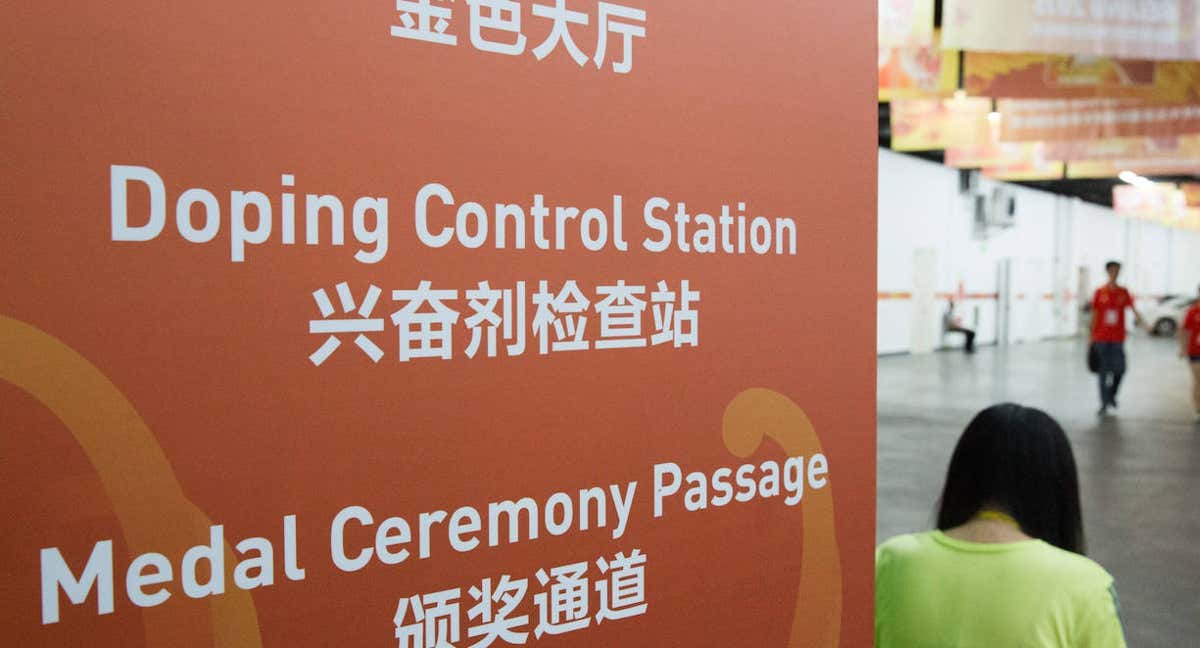 金色大厅
Doping Control Station
兴奋剂检查站
Medal Ceremony Passage
颁奖通道